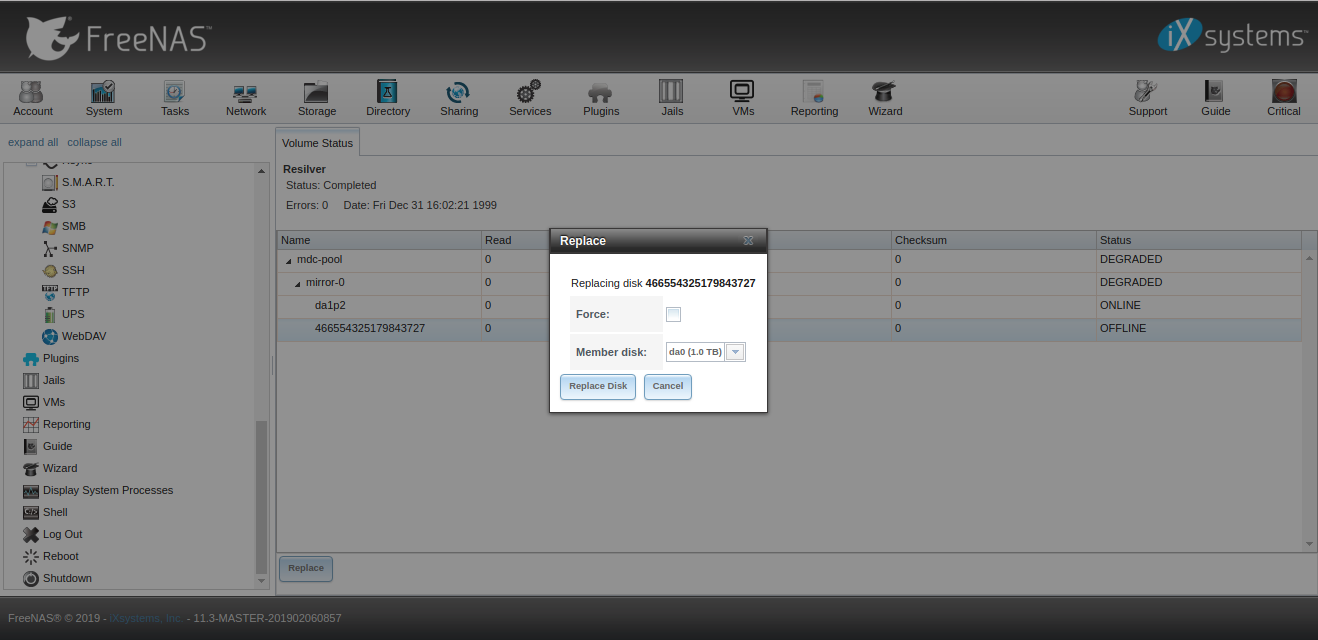 FreeNAS™
iXsystems™
Account System Tasks Network Storage Directory Sharing Services Plugins Jails VMs Reporting Wizard Support Guide Critical
expand all collapse all
S.M.A.R.T.
S3
SMB
SNMP
SSH
TFTP
UPS
WebDAV
Plugins
Jails
VMs
Reporting
Guide
Wizard
Display System Processes
Shell
Log Out
Reboot
Shutdown
Volume Status
Resilver
Status: Completed
Errors: 0 Date: Fri Dec 31 16:02:21 1999
Name Read Checksum Status
mdc-pool 0 0 DEGRADED
mirror-0 0 0 DEGRADED
da1p2 0 0 ONLINE
466554325179843727 0 0 OFFLINE
Replace
Replacing disk 466554325179843727
Force:
Member disk: da0 (1.0 TB)
Replace Disk Cancel
Replace
FreeNAS® © 2019 - iXsystems, Inc. - 11.3-MASTER-201902060857